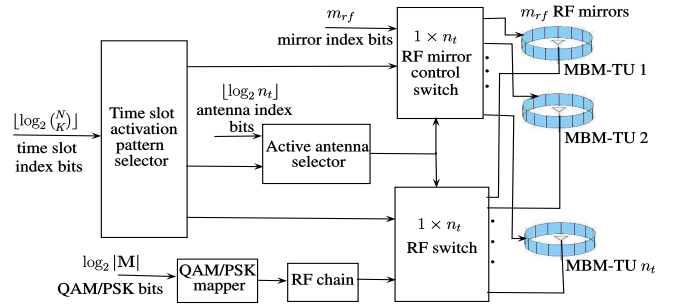 m_rf
mirror index bits
1 × n_t
RF mirror
control
switch
m_rf RF mirrors
MBM-TU 1
⌊log₂ (N K)⌋
time slot
index bits
Time slot
activation
pattern
selector
⌊log₂ n_t⌋
antenna index
bits
Active antenna
selector
MBM-TU 2
1 × n_t
RF switch
MBM-TU n_t
log₂ |M|
QAM/PSK bits
QAM/PSK
mapper
RF chain